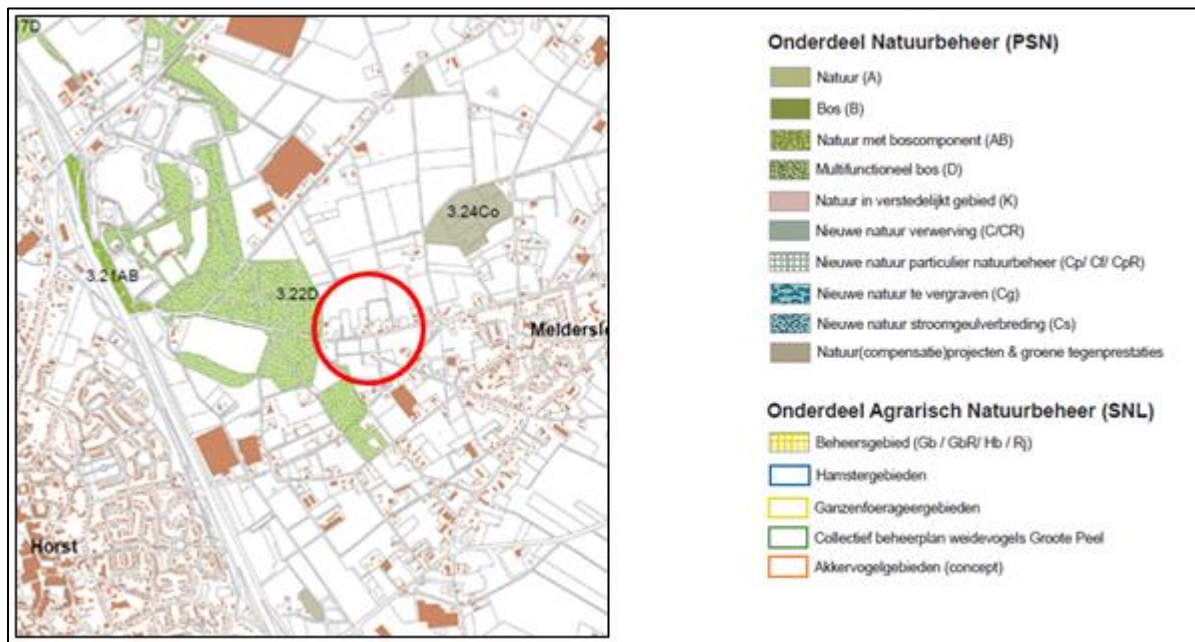 7D
3.24Co
3.21AB
3.22D
Meldersl
Horst
Onderdeel Natuurbeheer (PSN)
Natuur (A)
Bos (B)
Natuur met boscomponent (AB)
Multifunctioneel bos (D)
Natuur in verstedelijkt gebied (K)
Nieuwe natuur verwerving (C/CR)
Nieuwe natuur particulier natuurbeheer (Cp/ Cf/ CpR)
Nieuwe natuur te vergraven (Cg)
Nieuwe natuur stroomgeulverbreding (Cs)
Natuur(compensatie)projecten & groene tegenprestaties
Onderdeel Agrarisch Natuurbeheer (SNL)
Beheersgebied (Gb / GbR/ Hb / Rj)
Hamstergebieden
Ganzenfoerageergebieden
Collectief beheerplan weidevogels Groote Peel
Akkervogelgebieden (concept)